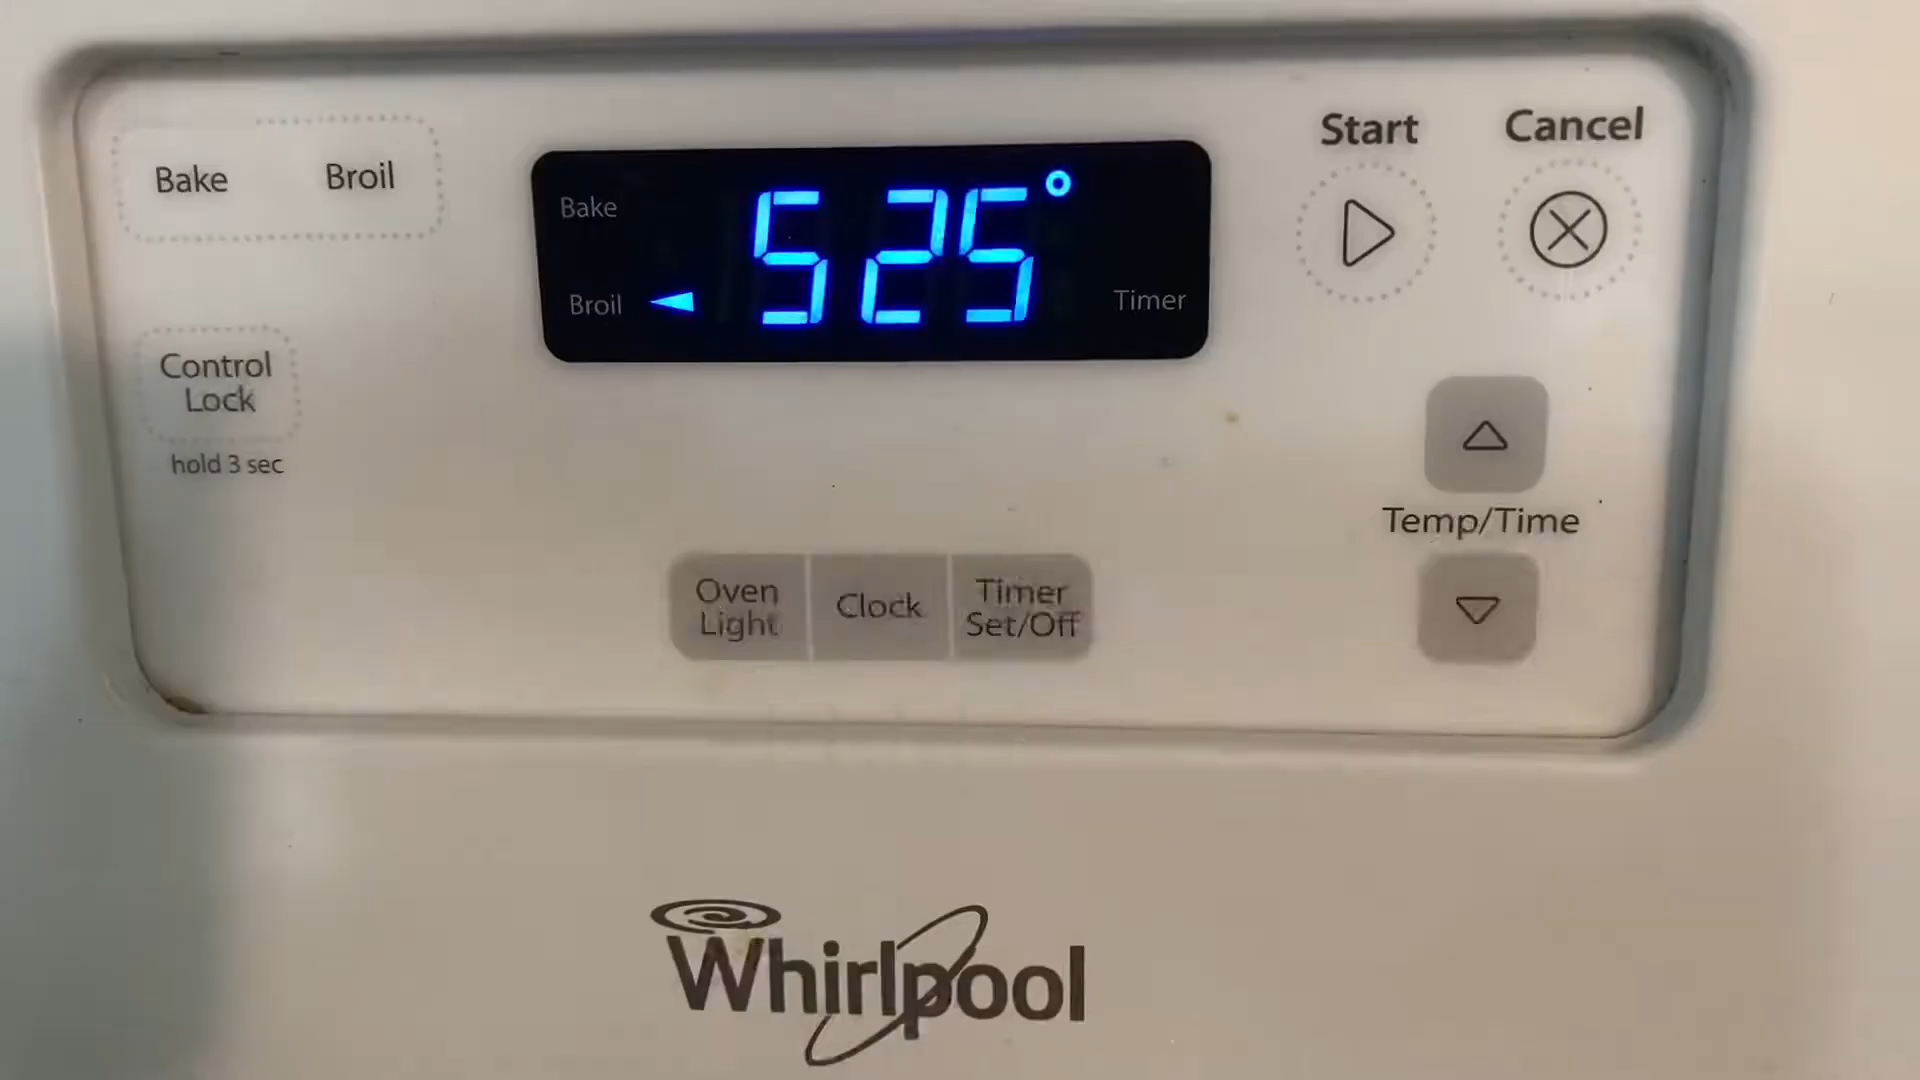 Bake Broil
Control
Lock
hold 3 sec
Bake
Broil
525°
Timer
Start
Cancel
Temp/Time
Oven
Light
Clock
Timer
Set/Off
Whirlpool